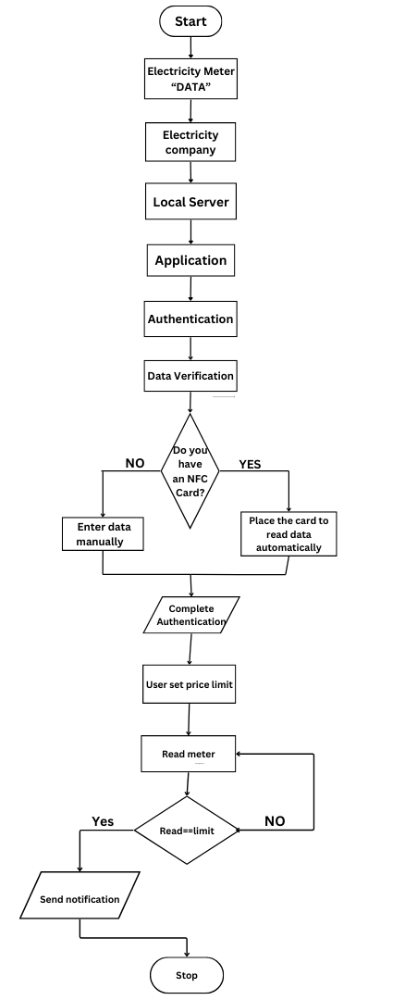 Start
Electricity Meter
“DATA”
Electricity
company
Local Server
Application
Authentication
Data Verification
Do you
have
an NFC
Card?
NO
YES
Enter data
manually
Place the card to
read data
automatically
Complete
Authentication
User set price limit
Read meter
Read==limit
Yes
NO
Send notification
Stop